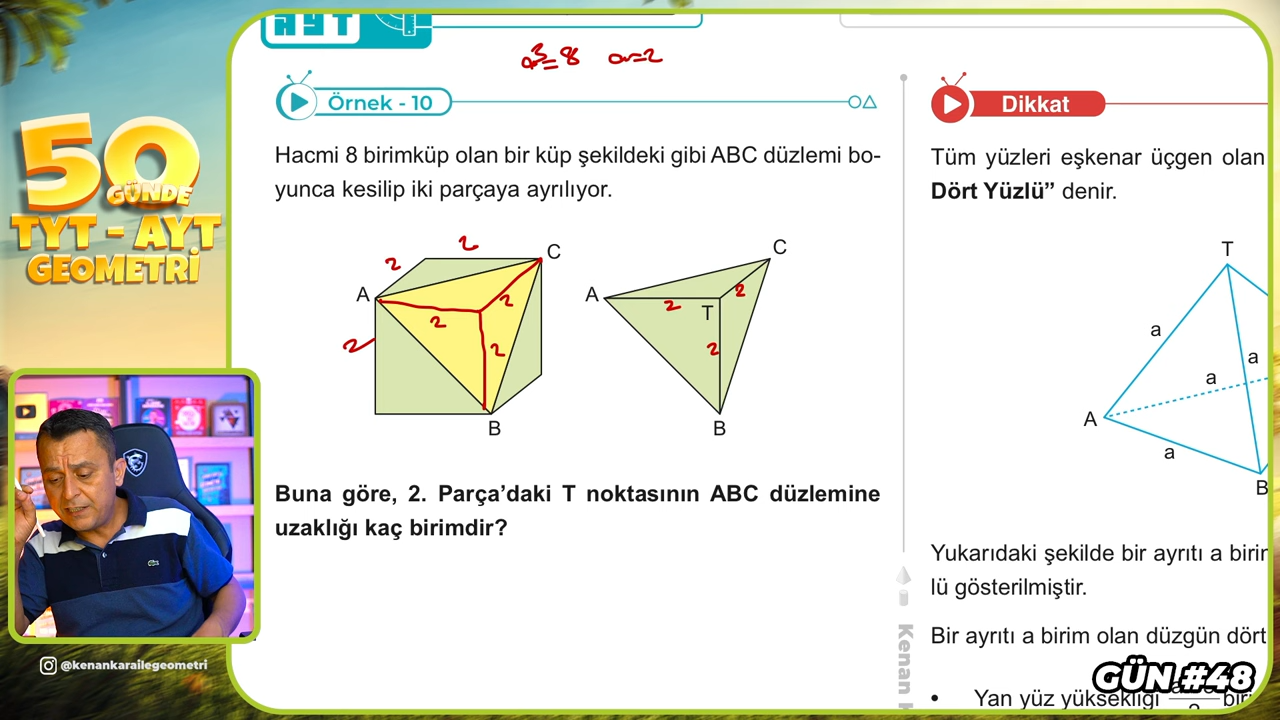 AYT
a³=8 a=2
Örnek - 10
Hacmi 8 birimküp olan bir küp şekildeki gibi ABC düzlemi bo-
yunca kesilip iki parçaya ayrılıyor.
2
2
C
A
2
2
2
2
B
C
A
2
2
T
2
B
Buna göre, 2. Parça’daki T noktasının ABC düzlemine
uzaklığı kaç birimdir?
Dikkat
Tüm yüzleri eşkenar üçgen olan
Dört Yüzlü” denir.
T
a
a
a
A
a
B
Yukarıdaki şekilde bir ayrıtı a birin
lü gösterilmiştir.
Bir ayrıtı a birim olan düzgün dört
• Yan yüz yüksekliği
Kenan
50
GÜNDE
TYT - AYT
GEOMETRİ
@kenankarailegeometri
GÜN #48